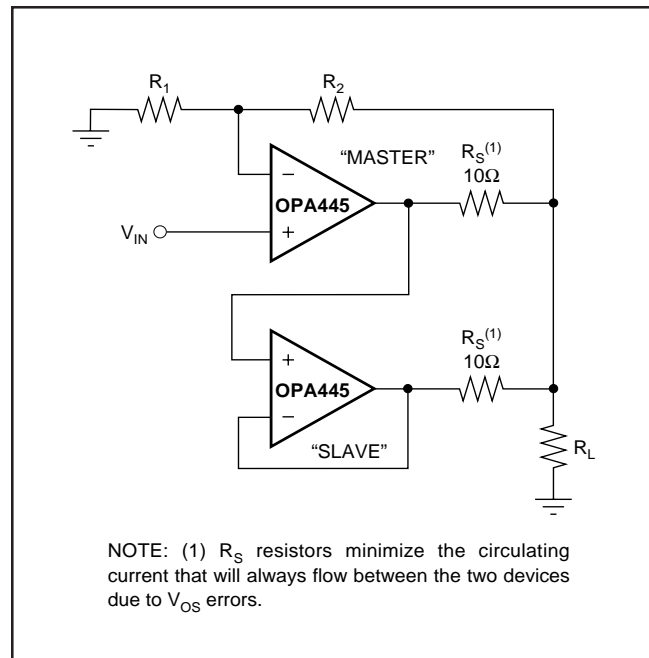 R1
R2
“MASTER”
RS(1)
10Ω
–
OPA445
+
VIN
RS(1)
10Ω
+
OPA445
–
“SLAVE”
RL
NOTE: (1) RS resistors minimize the circulating
current that will always flow between the two devices
due to VOS errors.